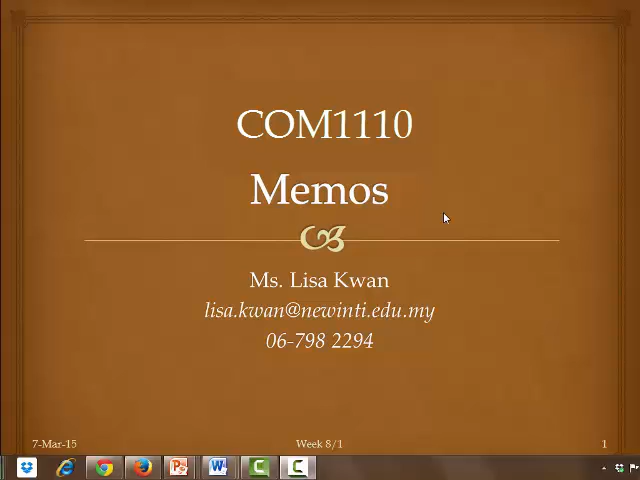 COM1110
Memos
Ms. Lisa Kwan
lisa.kwan@newinti.edu.my
06-798 2294
7-Mar-15
Week 8/1
1